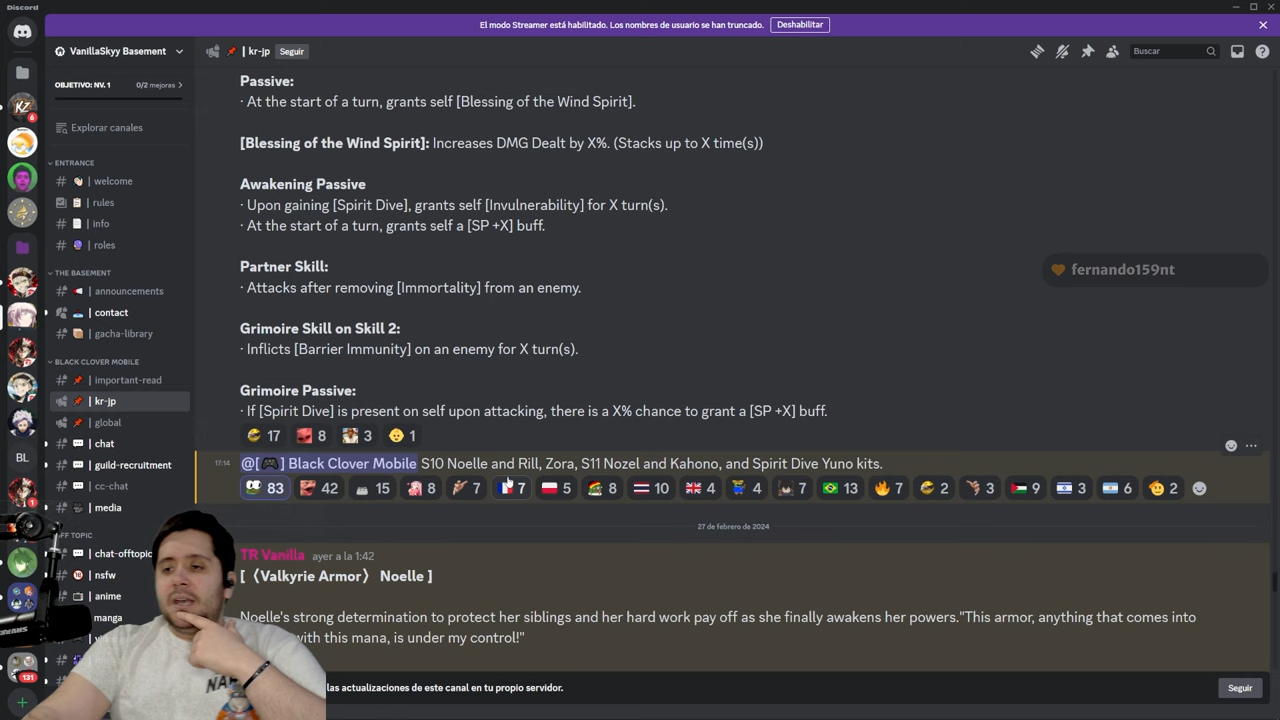 Discord
El modo Streamer está habilitado. Los nombres de usuario se han truncado.
Deshabilitar
VanillaSkyy Basement
kr-jp
Seguir
Buscar
OBJETIVO: NV. 1
0/2 mejoras
Explorar canales
ENTRANCE
welcome
rules
info
roles
THE BASEMENT
announcements
contact
gacha-library
BLACK CLOVER MOBILE
important-read
kr-jp
global
chat
guild-recruitment
cc-chat
media
OFF TOPIC
chat-offtopic
nsfw
anime
manga
KZ
6
BL
1
131
Passive:
· At the start of a turn, grants self [Blessing of the Wind Spirit].
[Blessing of the Wind Spirit]: Increases DMG Dealt by X%. (Stacks up to X time(s))
Awakening Passive
· Upon gaining [Spirit Dive], grants self [Invulnerability] for X turn(s).
· At the start of a turn, grants self a [SP +X] buff.
Partner Skill:
· Attacks after removing [Immortality] from an enemy.
fernando159nt
Grimoire Skill on Skill 2:
· Inflicts [Barrier Immunity] on an enemy for X turn(s).
Grimoire Passive:
· If [Spirit Dive] is present on self upon attacking, there is a X% chance to grant a [SP +X] buff.
17 8 3 1
17:14 @[🎮] Black Clover Mobile S10 Noelle and Rill, Zora, S11 Nozel and Kahono, and Spirit Dive Yuno kits.
83 42 15 8 7 7 5 8 10 4 4 7 13 7 2 3 9 3 6 2
27 de febrero de 2024
TR Vanilla ayer a la 1:42
[〈Valkyrie Armor〉 Noelle ]
Noelle's strong determination to protect her siblings and her hard work pay off as she finally awakens her powers."This armor, anything that comes into
with this mana, is under my control!"
las actualizaciones de este canal en tu propio servidor.
Seguir